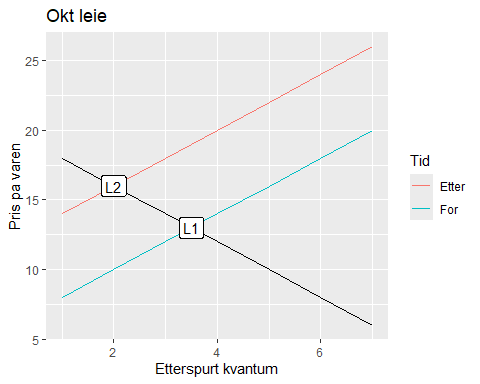 Okt leie
25
20
15
10
5
Pris pa varen
L2
L1
2
4
6
Etterspurt kvantum
Tid
Etter
For